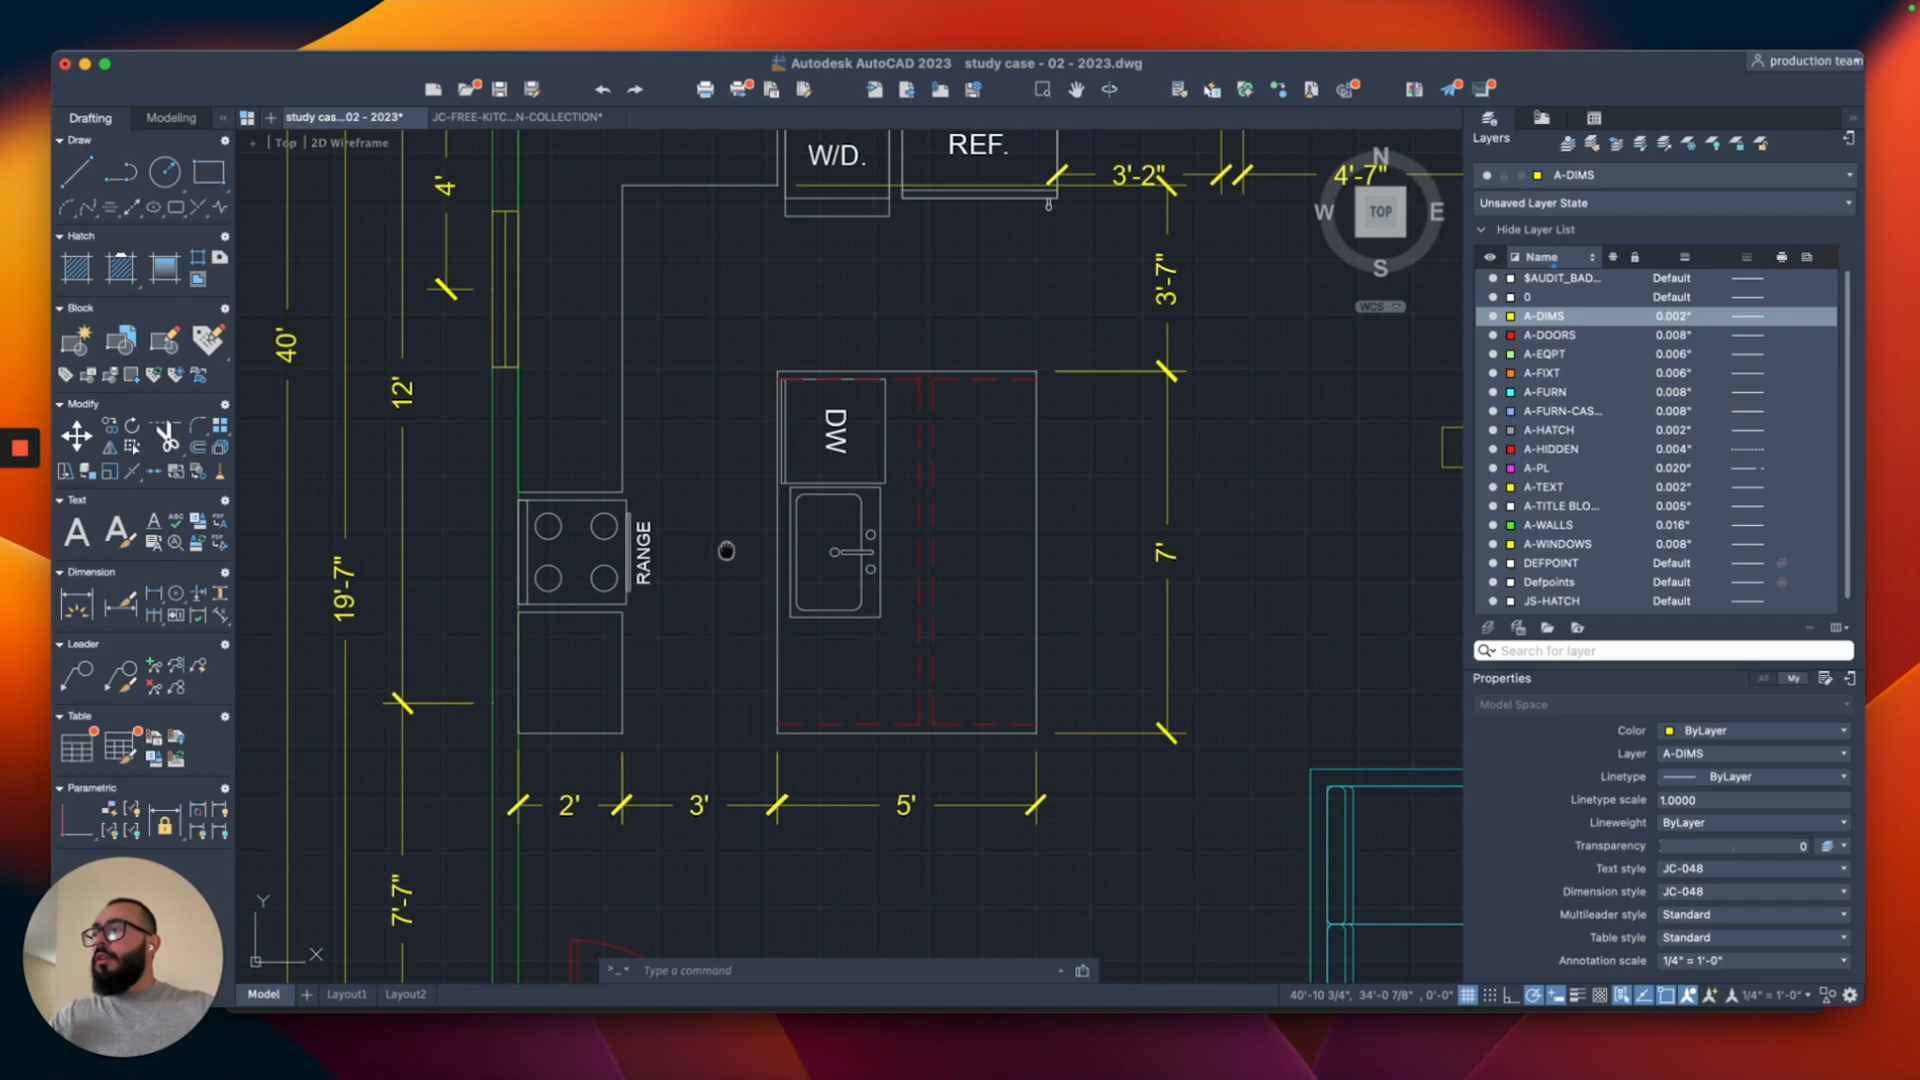 Autodesk AutoCAD 2023 study case - 02 - 2023.dwg
production team
Drafting
Modeling
study cas...02 - 2023*
JC-FREE-KITC...N-COLLECTION*
Top
2D Wireframe
Draw
Hatch
Block
Modify
Text
Dimension
Leader
Table
Parametric
W/D.
REF.
3'-2"
4'-7"
4'
3'-7"
40'
12'
DW
RANGE
19'-7"
7'
2'
3'
5'
7'-7"
N
W
TOP
E
S
WCS
Y
X
Type a command
Model
Layout1
Layout2
40'-10 3/4", 34'-0 7/8" , 0'-0"
1/4" = 1'-0"
Layers
A-DIMS
Unsaved Layer State
Hide Layer List
Name
$AUDIT_BAD... Default
0 Default
A-DIMS 0.002"
A-DOORS 0.008"
A-EQPT 0.006"
A-FIXT 0.006"
A-FURN 0.008"
A-FURN-CAS... 0.008"
A-HATCH 0.002"
A-HIDDEN 0.004"
A-PL 0.020"
A-TEXT 0.002"
A-TITLE BLO... 0.005"
A-WALLS 0.016"
A-WINDOWS 0.008"
DEFPOINT Default
Defpoints Default
JS-HATCH Default
Search for layer
Properties
All
My
Model Space
Color ByLayer
Layer A-DIMS
Linetype ByLayer
Linetype scale 1.0000
Lineweight ByLayer
Transparency 0
Text style JC-048
Dimension style JC-048
Multileader style Standard
Table style Standard
Annotation scale 1/4" = 1'-0"